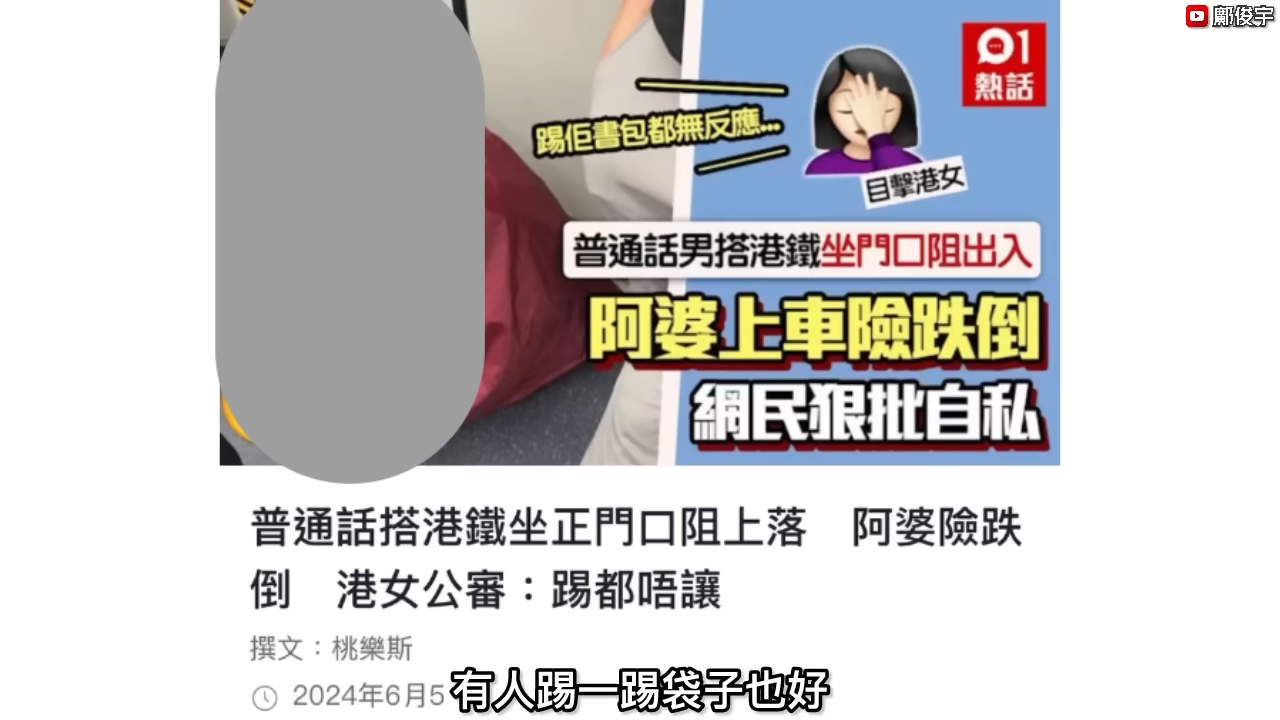 鄺俊宇
01
熱話
踢佢書包都無反應...
目擊港女
普通話男搭港鐵坐門口阻出入
阿婆上車險跌倒
網民狠批自私
普通話搭港鐵坐正門口阻上落 阿婆險跌
倒 港女公審：踢都唔讓
撰文：桃樂斯
2024年6月5
有人踢一踢袋子也好